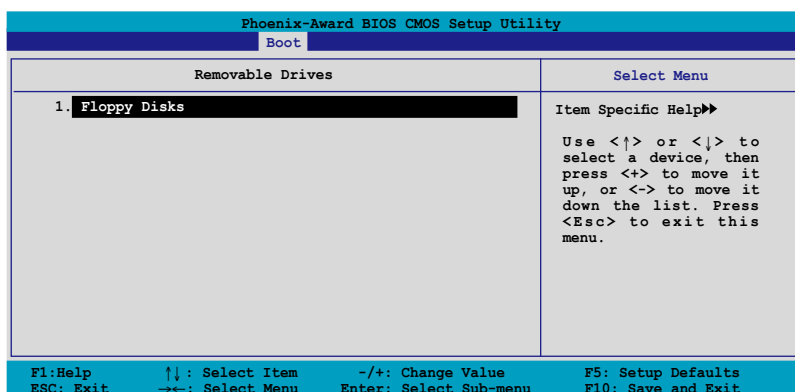 Phoenix-Award BIOS CMOS Setup Utility
Boot
Removable Drives
Select Menu
1. Floppy Disks
Item Specific Help▶▶
Use <↑> or <↓> to
select a device, then
press <+> to move it
up, or <-> to move it
down the list. Press
<Esc> to exit this
menu.
F1:Help ↑↓ : Select Item -/+: Change Value F5: Setup Defaults
ESC: Exit →←: Select Menu Enter: Select Sub-menu F10: Save and Exit